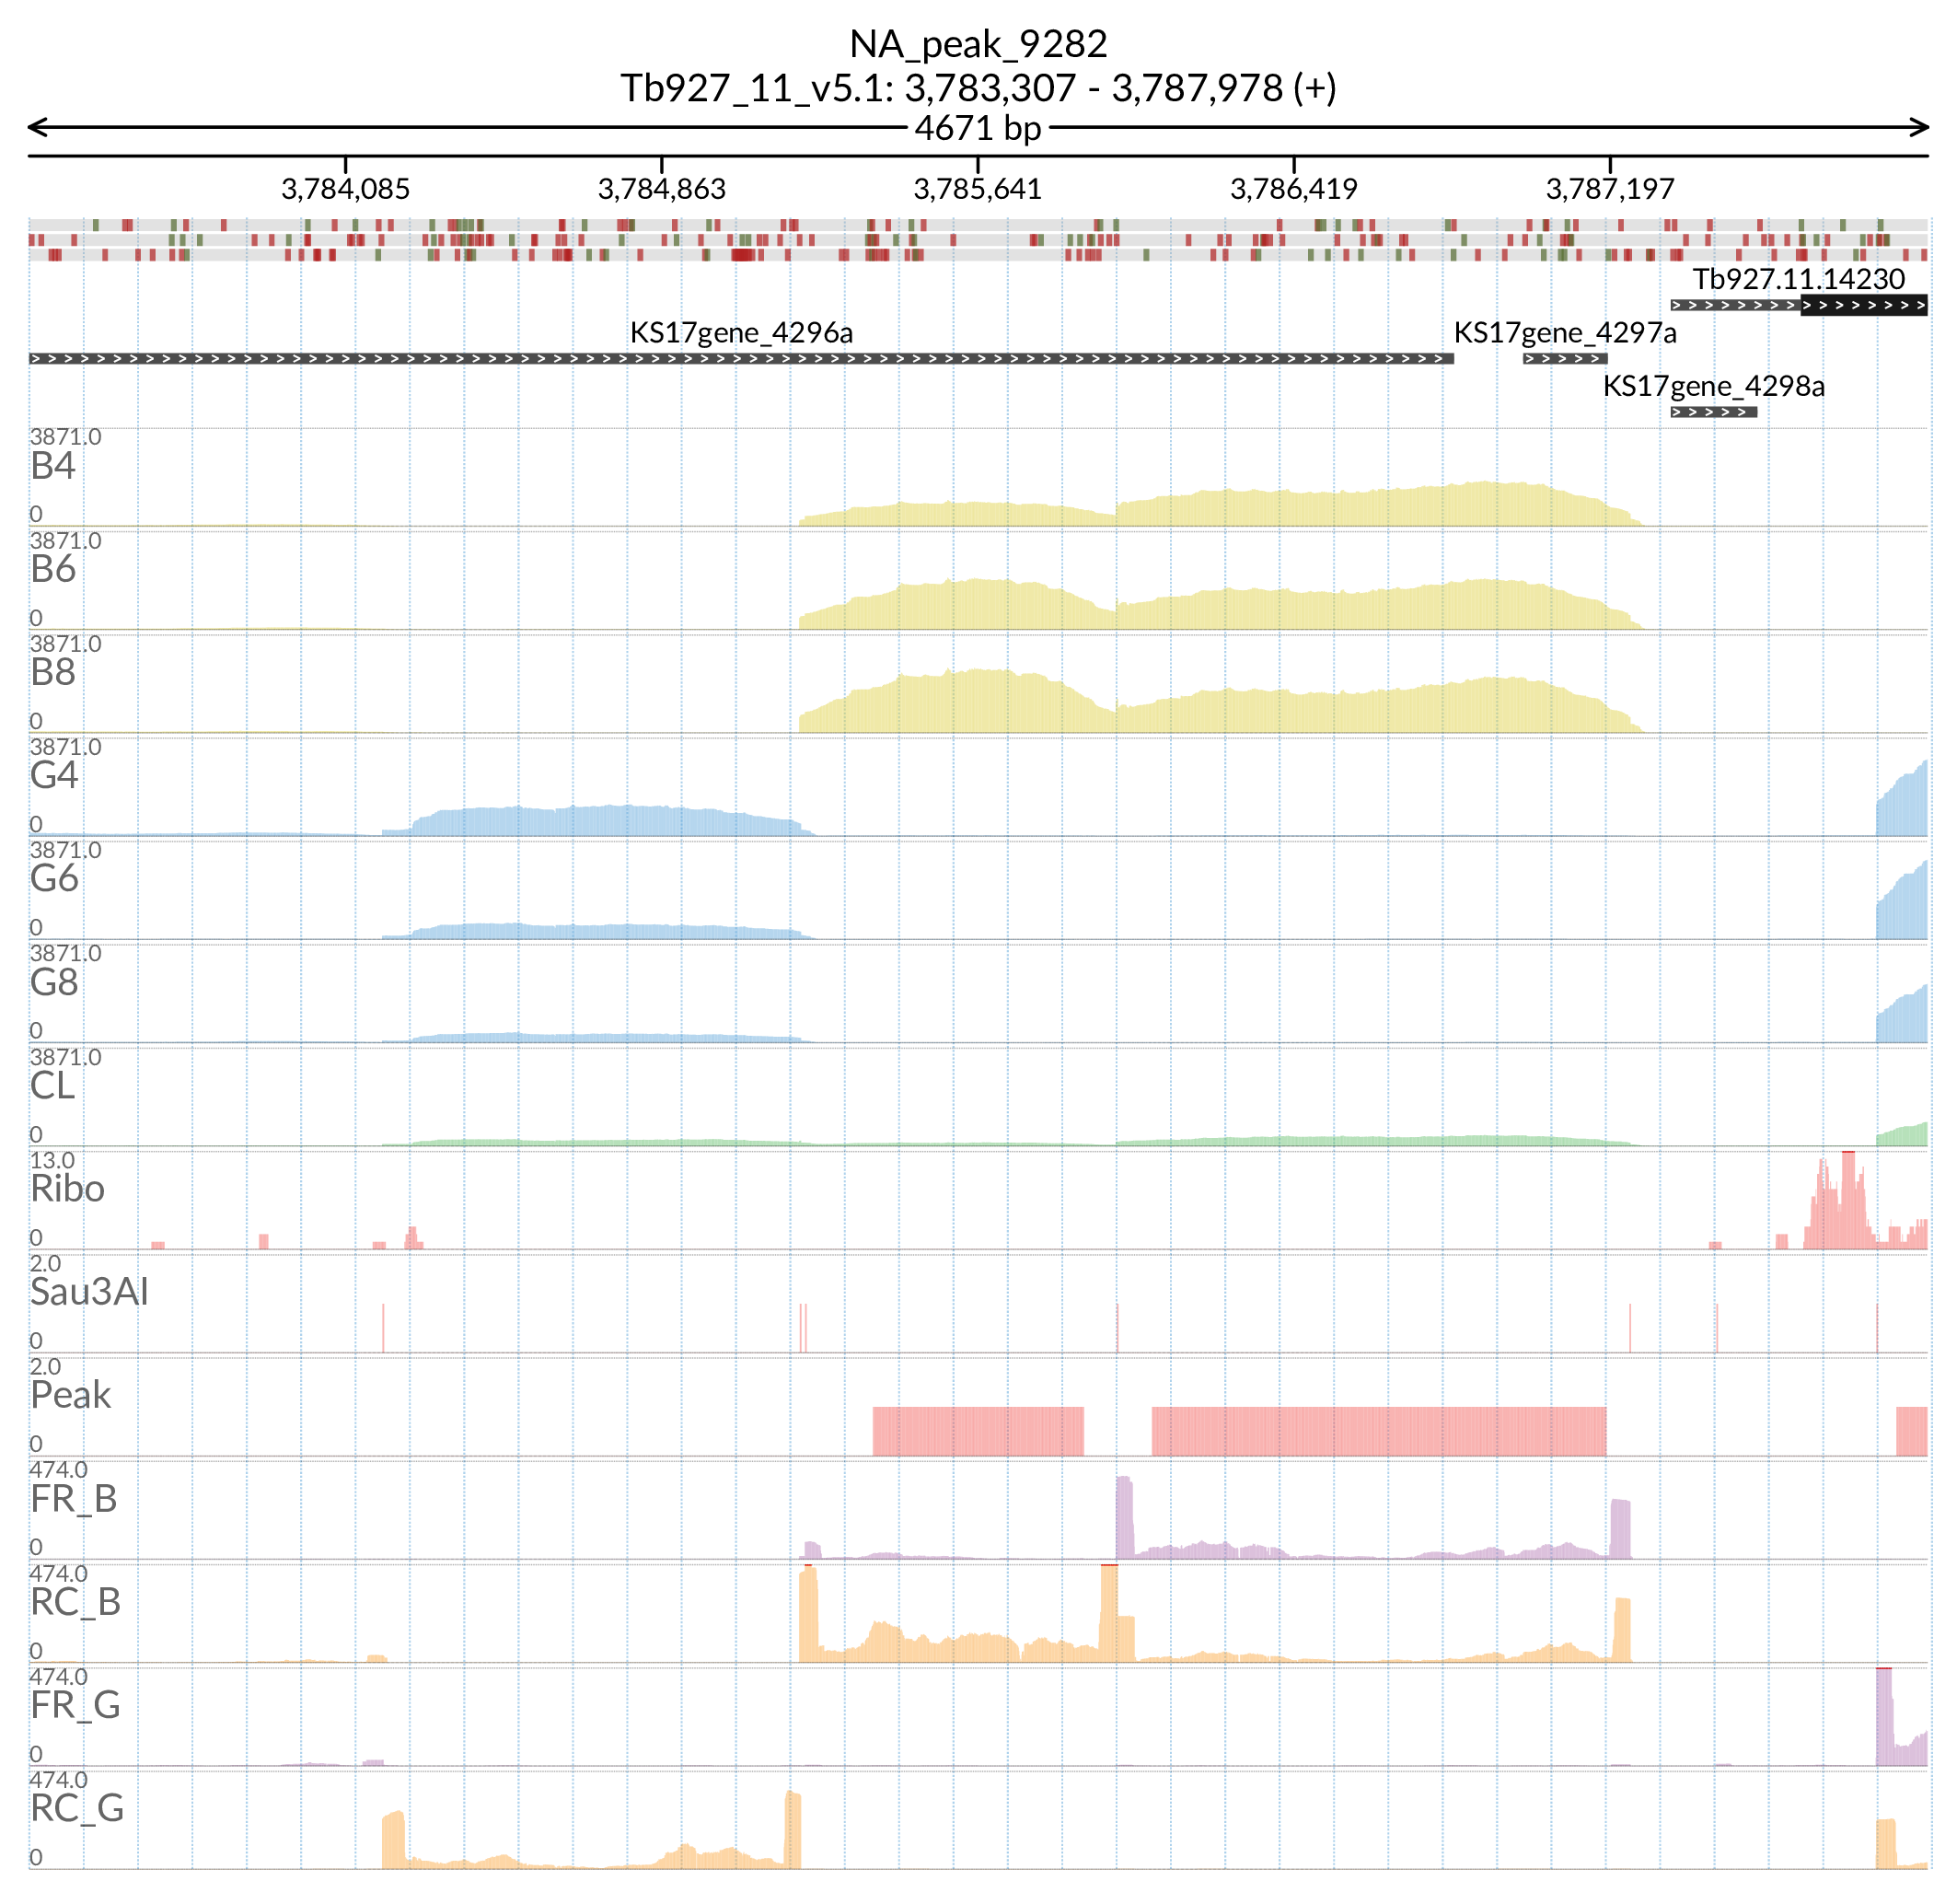 NA_peak_9282
Tb927_11_v5.1: 3,783,307 - 3,787,978 (+)
4671 bp
3,784,085 3,784,863 3,785,641 3,786,419 3,787,197
Tb927.11.14230
KS17gene_4296a KS17gene_4297a
KS17gene_4298a
3871.0
B4
0
3871.0
B6
0
3871.0
B8
0
3871.0
G4
0
3871.0
G6
0
3871.0
G8
0
3871.0
CL
0
13.0
Ribo
0
2.0
Sau3AI
0
2.0
Peak
0
474.0
FR_B
0
474.0
RC_B
0
474.0
FR_G
0
474.0
RC_G
0